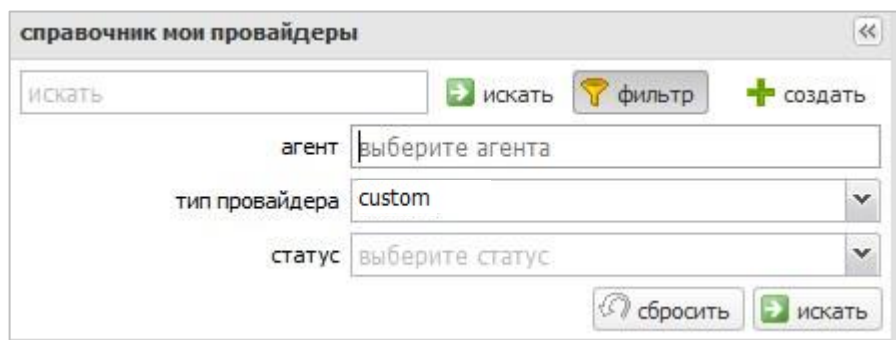 справочник мои провайдеры
искать искать фильтр создать
агент выберите агента
тип провайдера custom
статус выберите статус
сбросить искать